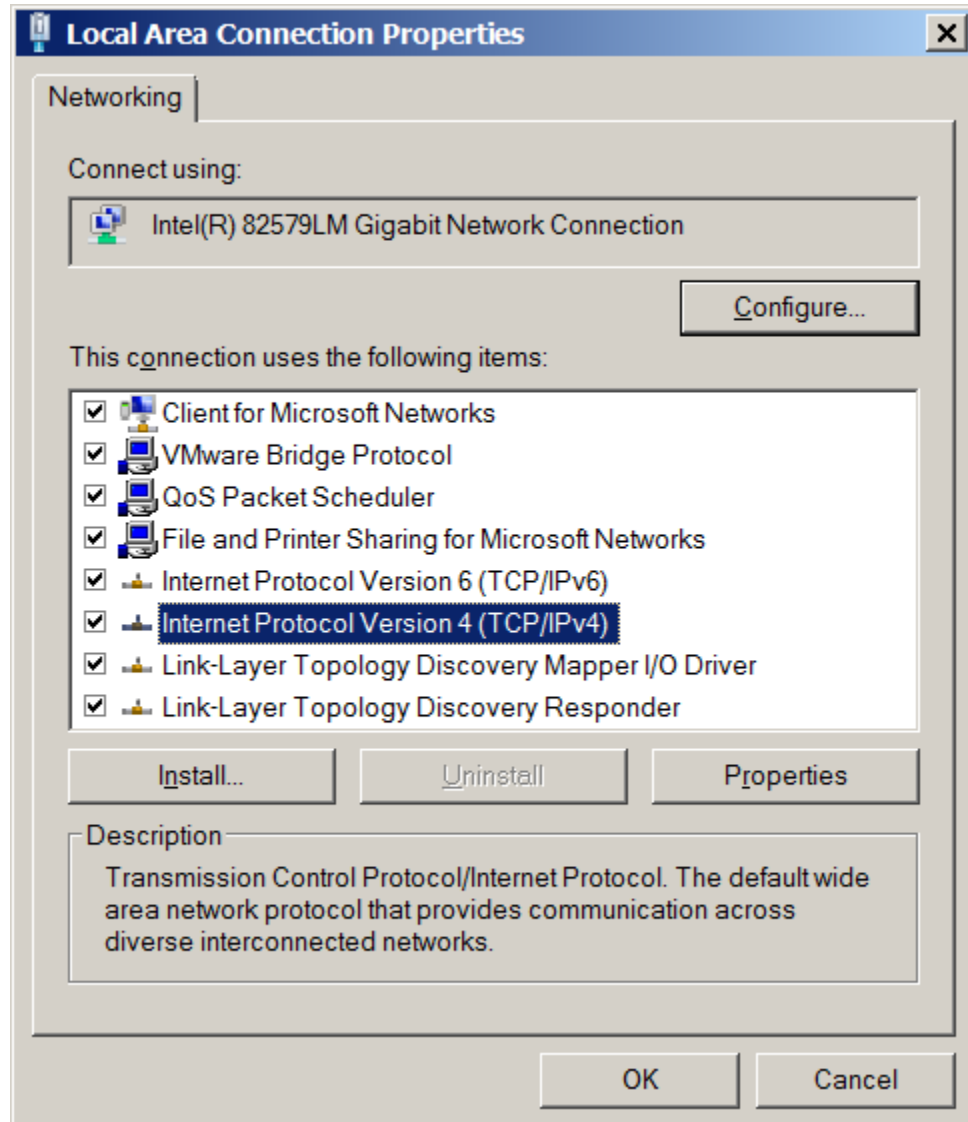 Local Area Connection Properties
Networking
Connect using:
Intel(R) 82579LM Gigabit Network Connection
Configure...
This connection uses the following items:
Client for Microsoft Networks
VMware Bridge Protocol
QoS Packet Scheduler
File and Printer Sharing for Microsoft Networks
Internet Protocol Version 6 (TCP/IPv6)
Internet Protocol Version 4 (TCP/IPv4)
Link-Layer Topology Discovery Mapper I/O Driver
Link-Layer Topology Discovery Responder
Install...
Uninstall
Properties
Description
Transmission Control Protocol/Internet Protocol. The default wide
area network protocol that provides communication across
diverse interconnected networks.
OK
Cancel